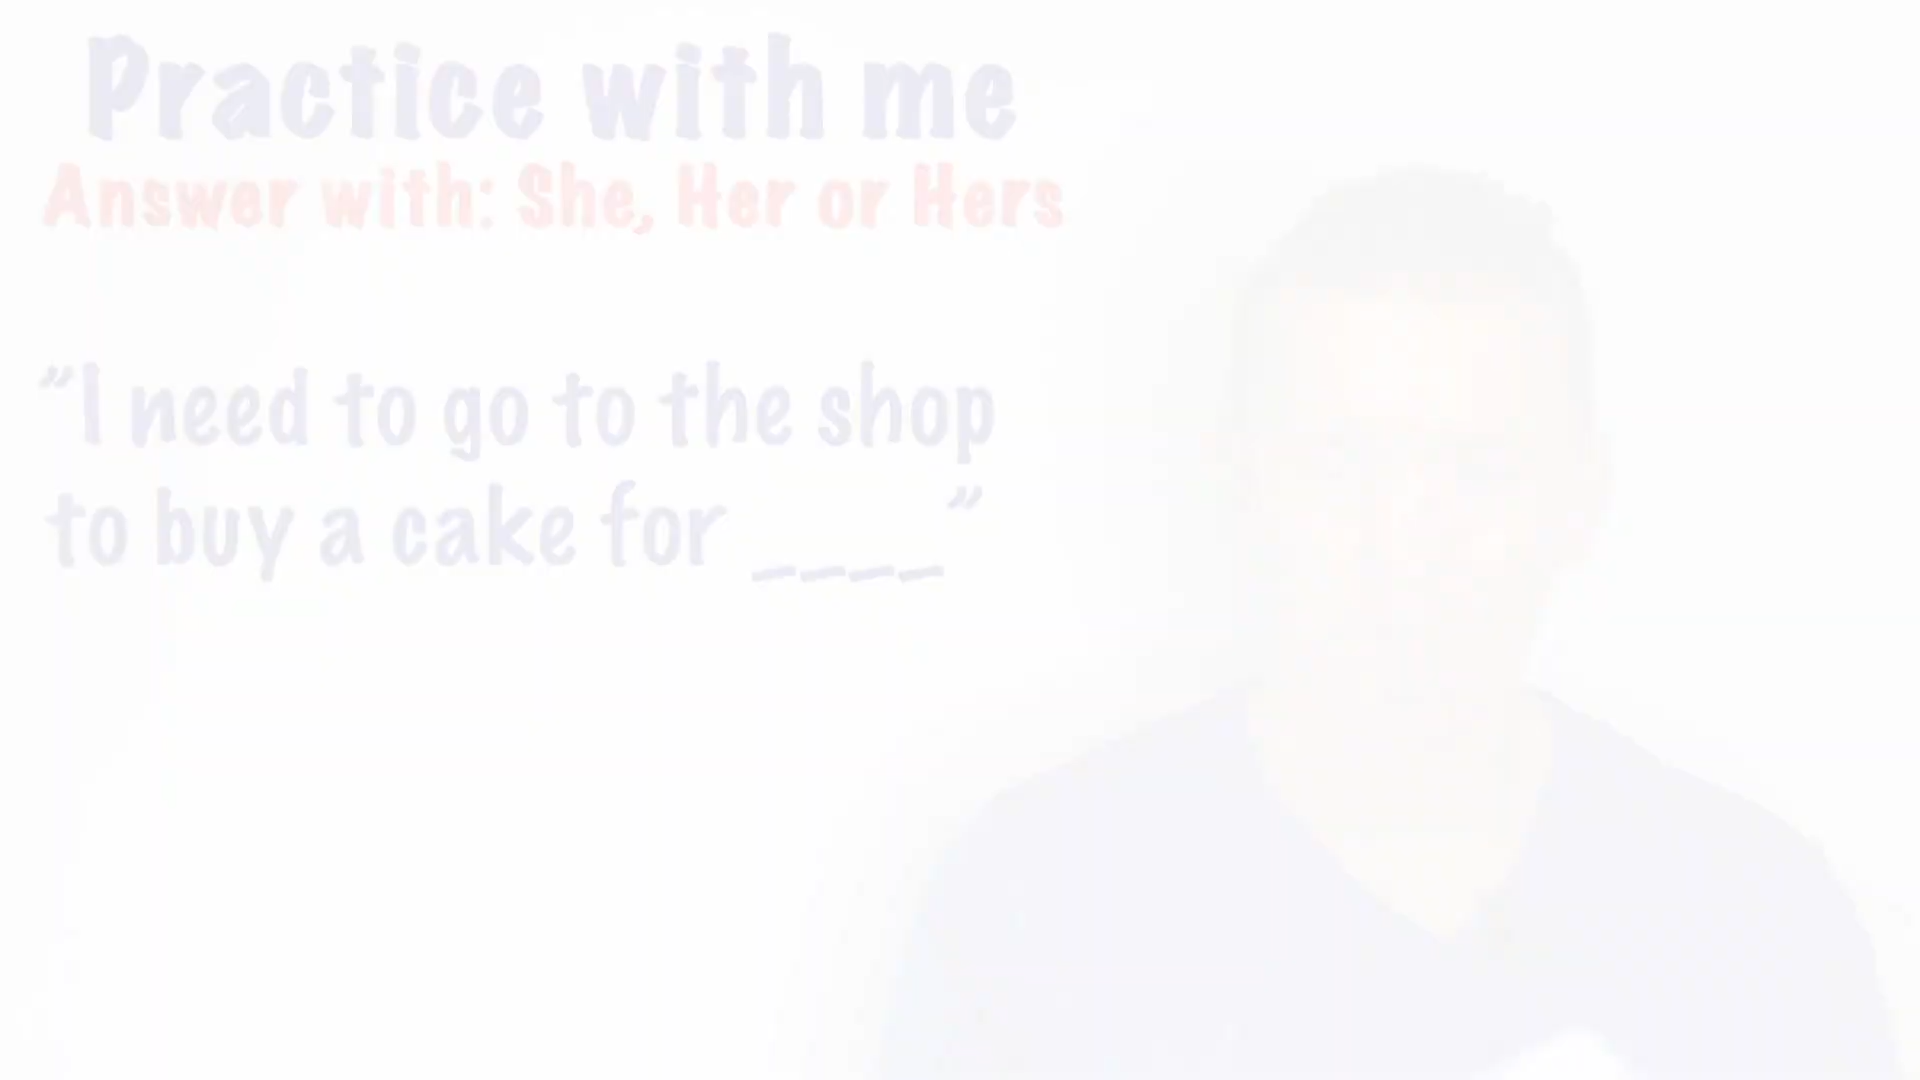 Practice with me
Answer with: She, Her or Hers
"I need to go to the shop
to buy a cake for ____"